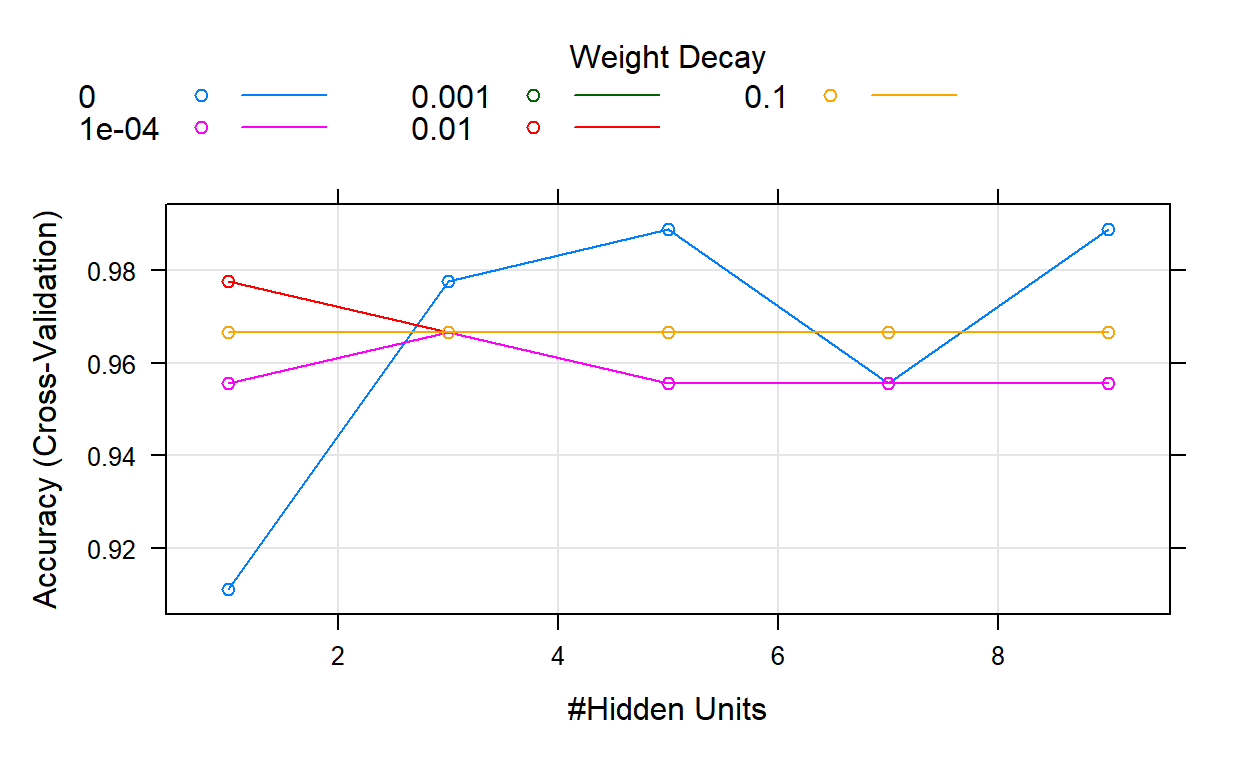 Weight Decay
0 0.001 0.1
1e-04 0.01
Accuracy (Cross-Validation)
0.98
0.96
0.94
0.92
2 4 6 8
#Hidden Units